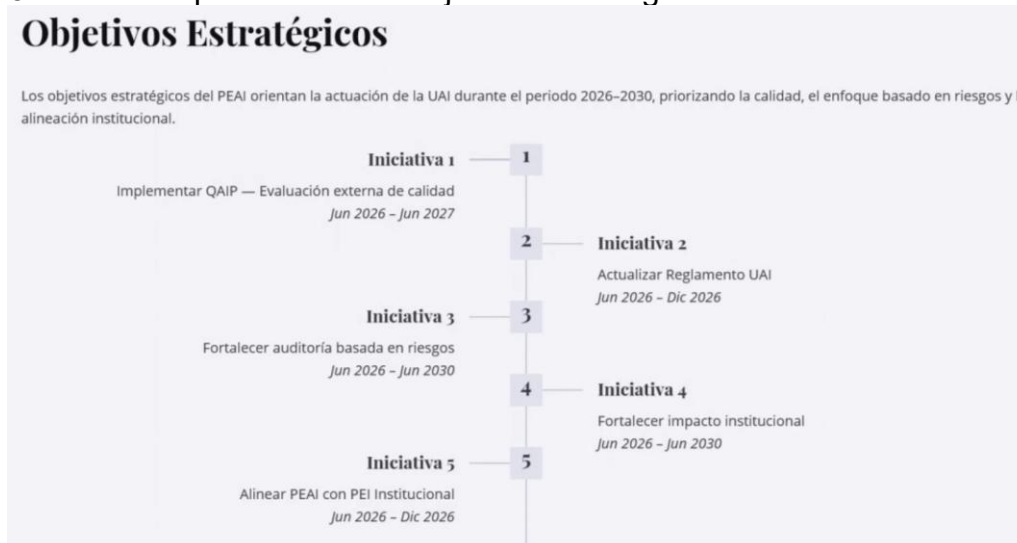 Objetivos Estratégicos
Los objetivos estratégicos del PEAI orientan la actuación de la UAI durante el periodo 2026–2030, priorizando la calidad, el enfoque basado en riesgos y
alineación institucional.
Iniciativa 1
1
Implementar QAIP — Evaluación externa de calidad
Jun 2026 – Jun 2027
2
Iniciativa 2
Actualizar Reglamento UAI
Jun 2026 – Dic 2026
Iniciativa 3
3
Fortalecer auditoría basada en riesgos
Jun 2026 – Jun 2030
4
Iniciativa 4
Fortalecer impacto institucional
Jun 2026 – Jun 2030
Iniciativa 5
5
Alinear PEAI con PEI Institucional
Jun 2026 – Dic 2026